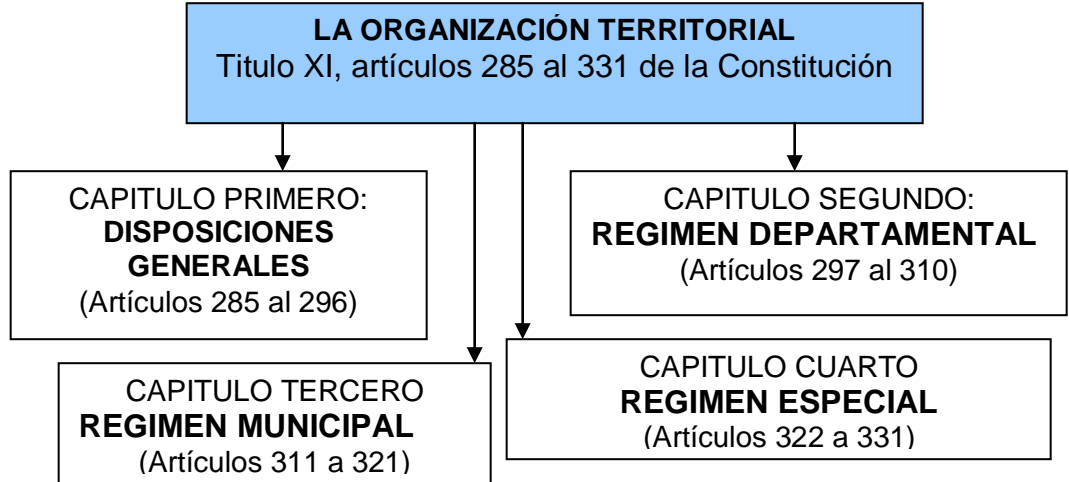 LA ORGANIZACIÓN TERRITORIAL
Titulo XI, artículos 285 al 331 de la Constitución
CAPITULO PRIMERO:
DISPOSICIONES
GENERALES
(Artículos 285 al 296)
CAPITULO SEGUNDO:
REGIMEN DEPARTAMENTAL
(Artículos 297 al 310)
CAPITULO TERCERO
REGIMEN MUNICIPAL
(Artículos 311 a 321)
CAPITULO CUARTO
REGIMEN ESPECIAL
(Artículos 322 a 331)